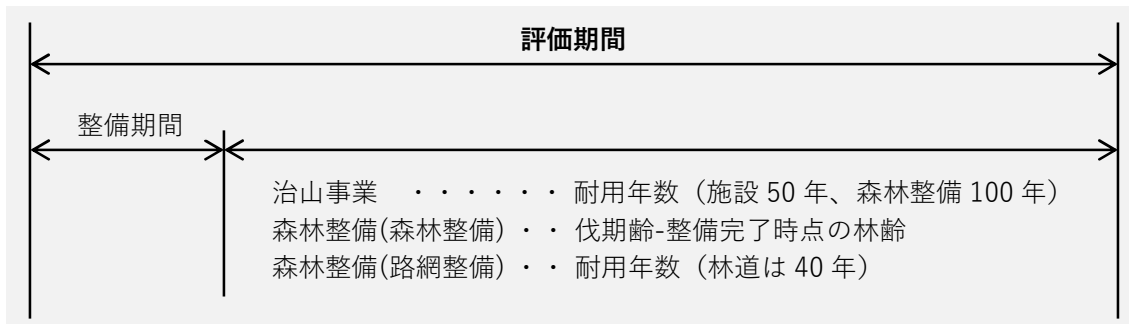 評価期間
整備期間
治山事業　・・・・・・ 耐用年数（施設 50 年、森林整備 100 年）
森林整備(森林整備) ・・ 伐期齢-整備完了時点の林齢
森林整備(路網整備) ・・ 耐用年数（林道は 40 年）